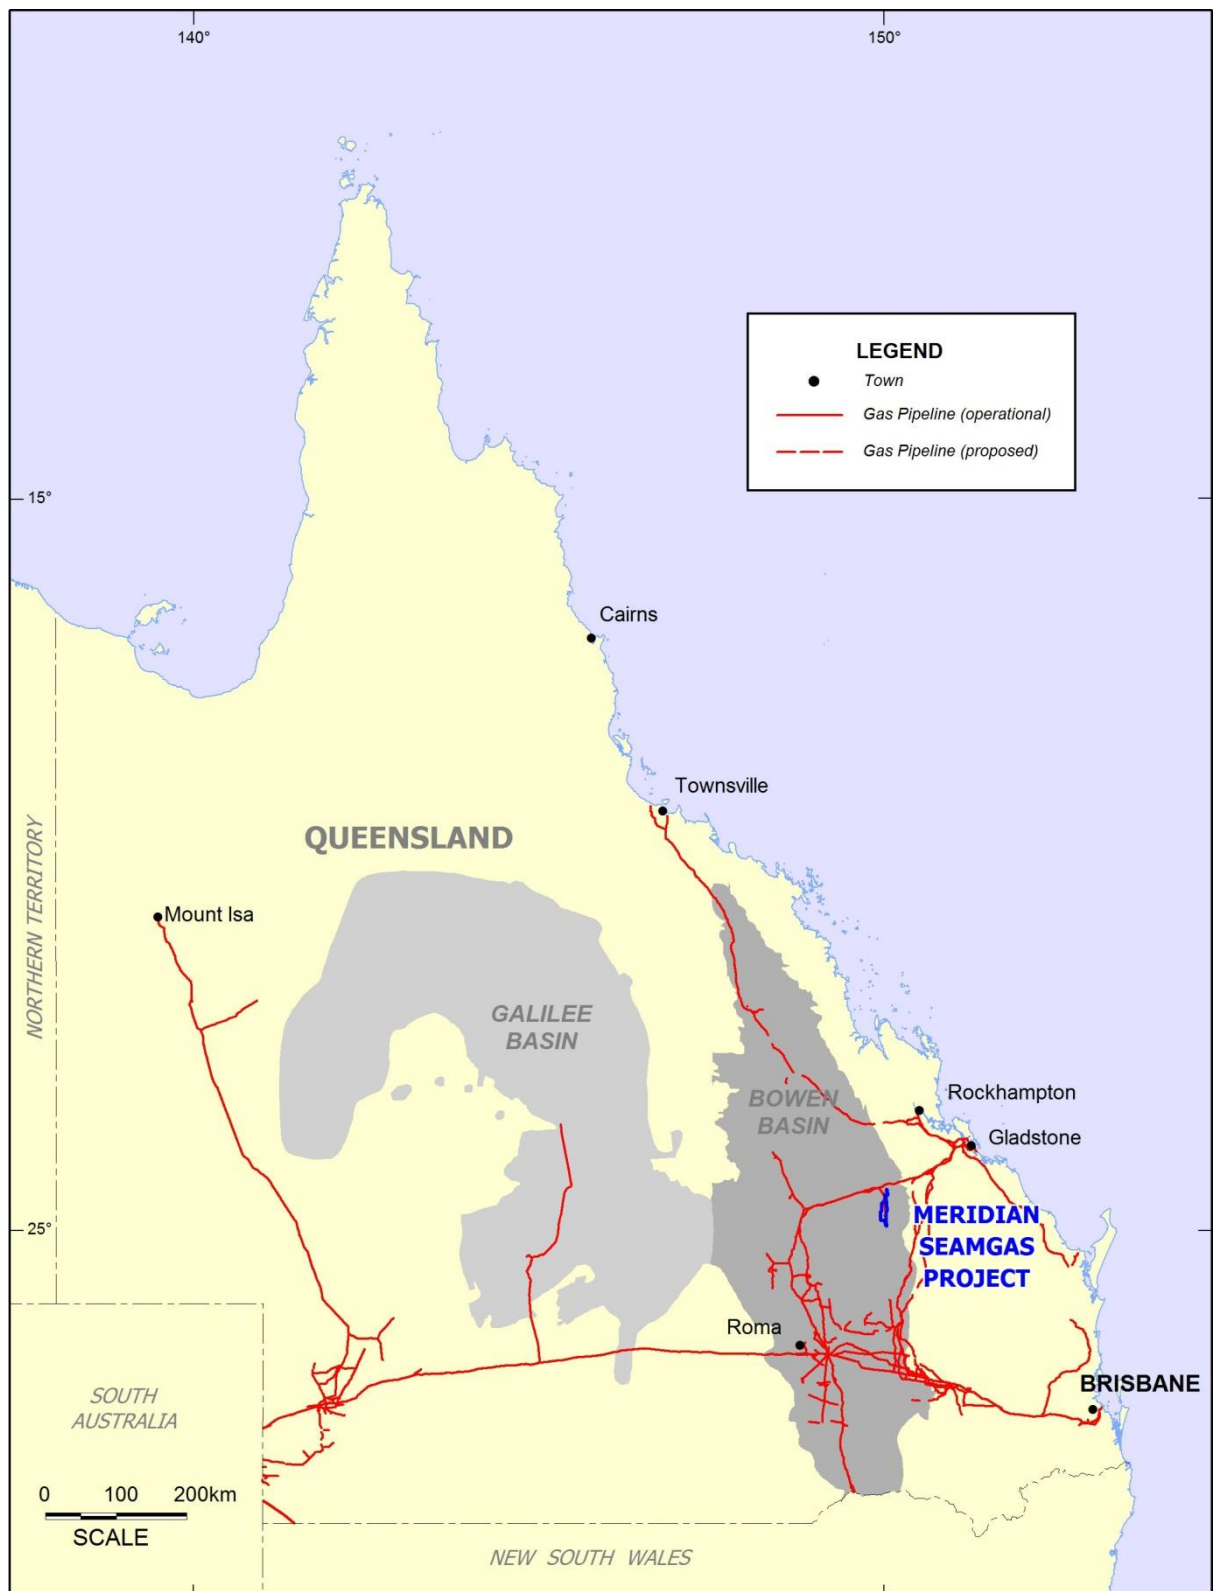 140°
150°
LEGEND
Town
Gas Pipeline (operational)
Gas Pipeline (proposed)
15°
Cairns
Townsville
QUEENSLAND
NORTHERN TERRITORY
Mount Isa
GALILEE
BASIN
BOWEN
BASIN
Rockhampton
Gladstone
25°
MERIDIAN
SEAMGAS
PROJECT
Roma
BRISBANE
SOUTH
AUSTRALIA
0 100 200km
SCALE
NEW SOUTH WALES